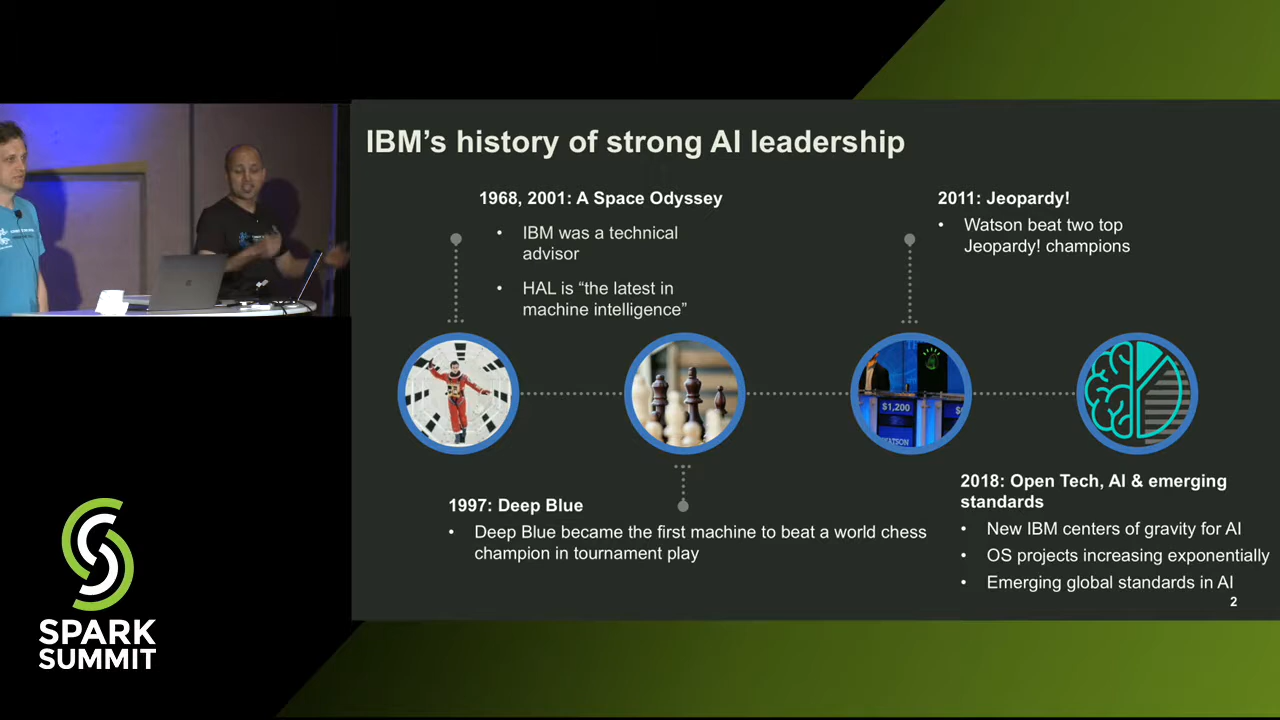 IBM’s history of strong AI leadership
1968, 2001: A Space Odyssey
• IBM was a technical
advisor
• HAL is “the latest in
machine intelligence”
2011: Jeopardy!
• Watson beat two top
Jeopardy! champions
$1,200
WATSON
1997: Deep Blue
• Deep Blue became the first machine to beat a world chess
champion in tournament play
2018: Open Tech, AI & emerging
standards
• New IBM centers of gravity for AI
• OS projects increasing exponentially
• Emerging global standards in AI
2
SPARK
SUMMIT